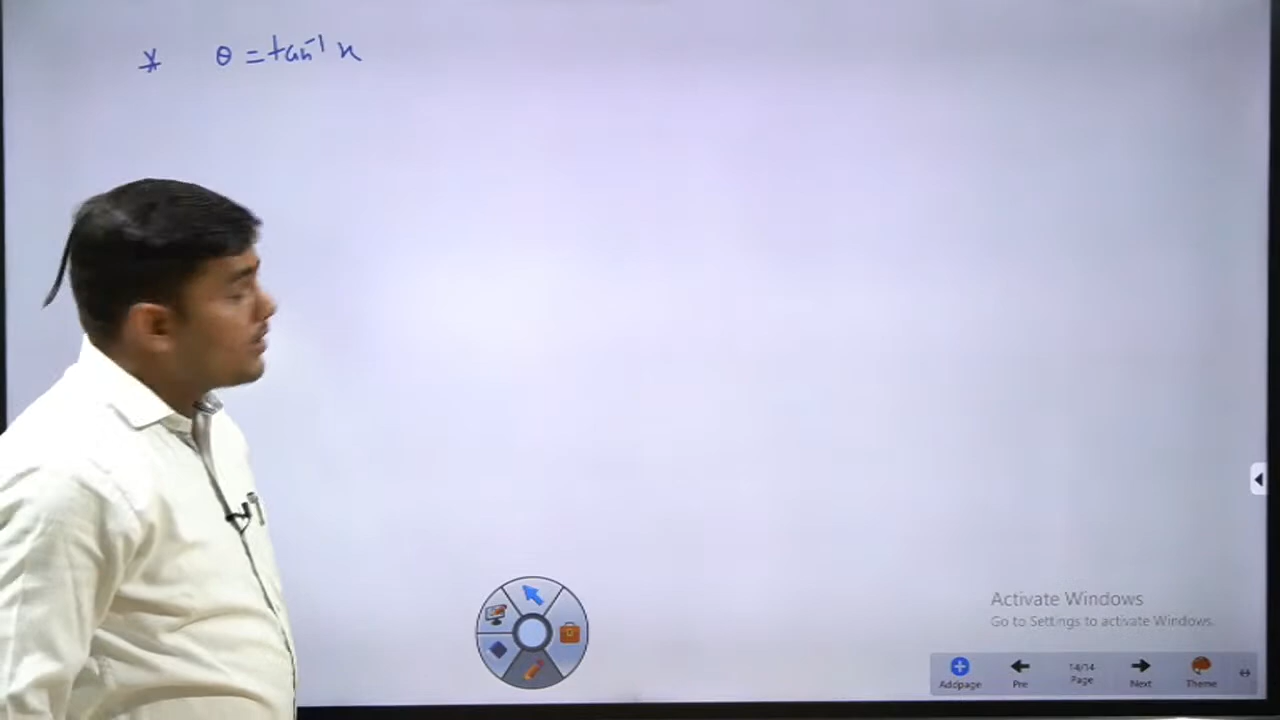 * θ = tan⁻¹ x
Activate Windows
Go to Settings to activate Windows.
Addpage Pre 14/14 Page Next Theme